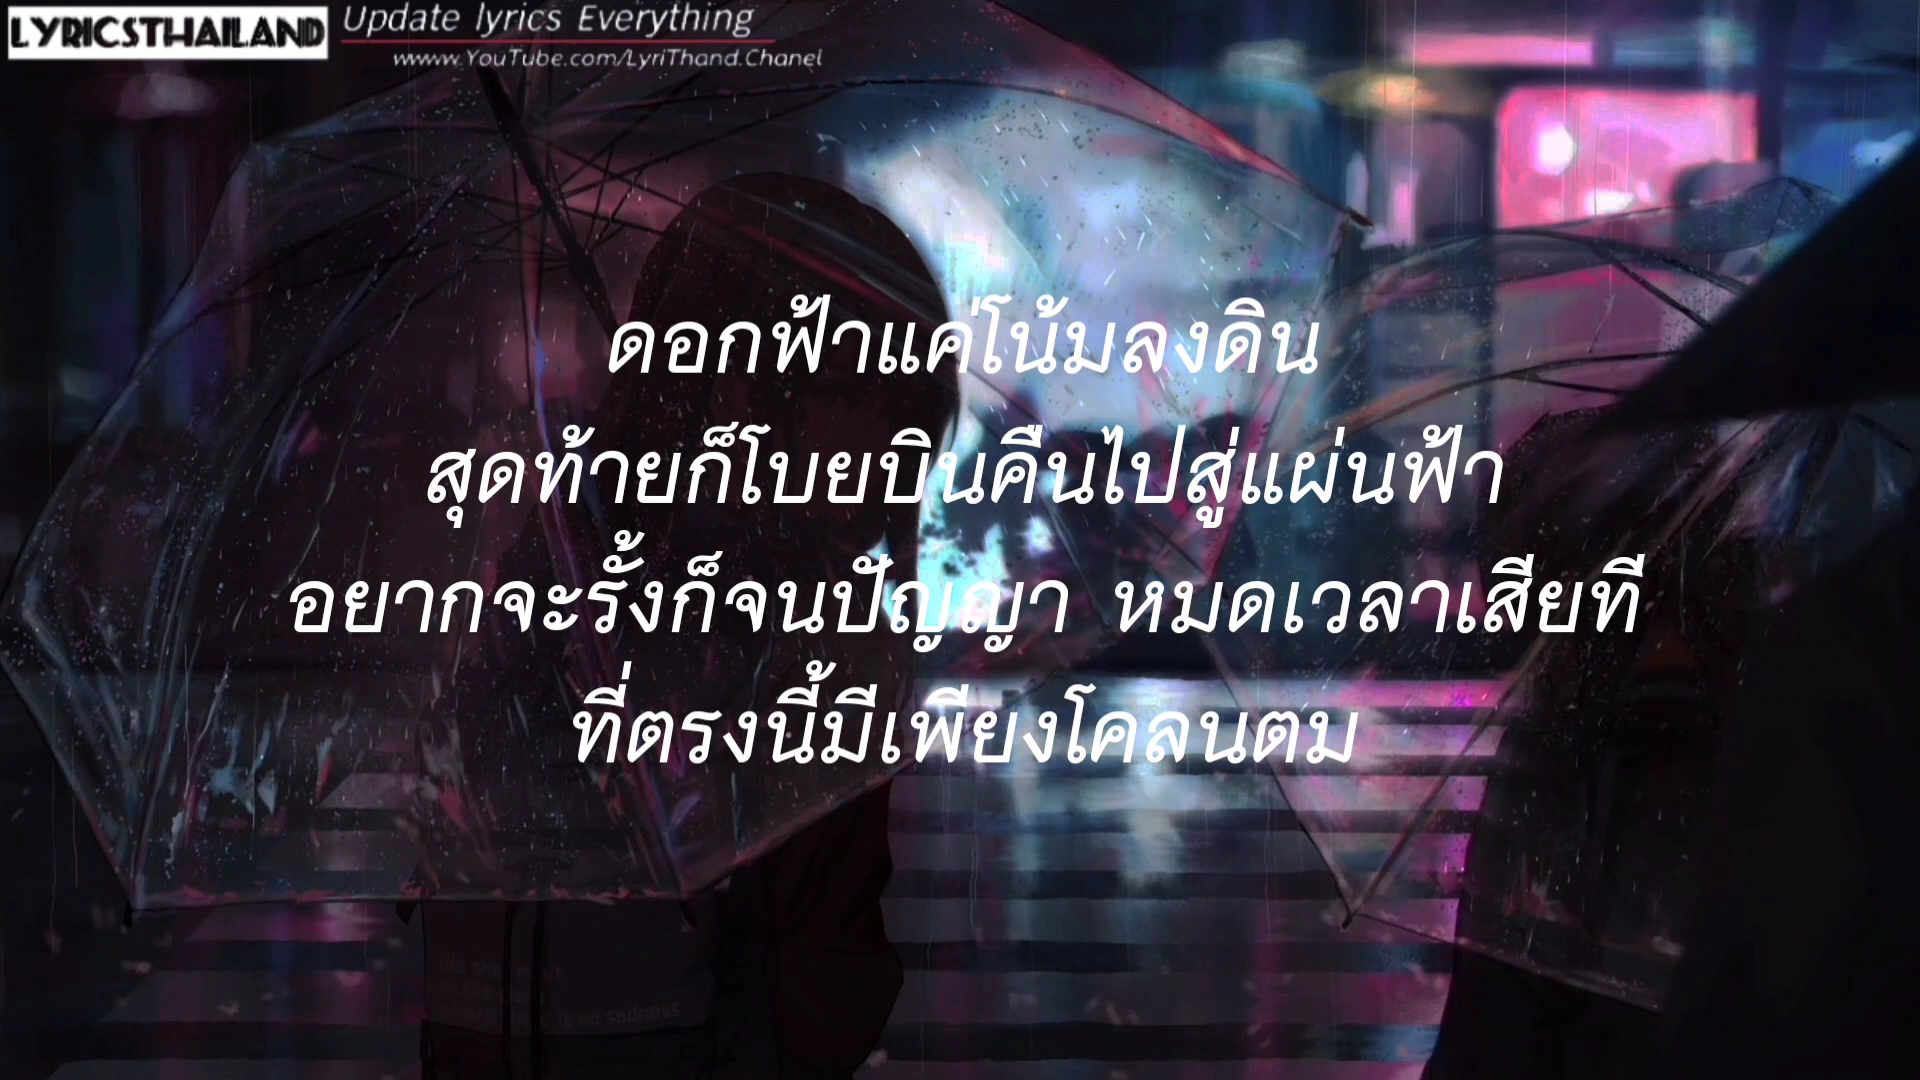 LYRICSTHAILAND
Update lyrics Everything
www.YouTube.com/LyriThand.Chanel
ดอกฟ้าแค่โน้มลงดิน
สุดท้ายก็โบยบินคืนไปสู่แผ่นฟ้า
อยากจะรั้งก็จนปัญญา หมดเวลาเสียที
ที่ตรงนี้มีเพียงโคลนตม
sadness